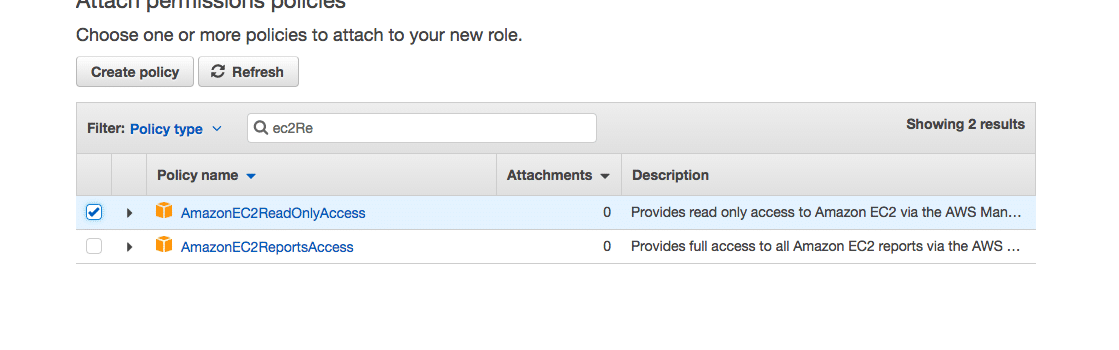 Attach permissions policies
Choose one or more policies to attach to your new role.
Create policy Refresh
Filter: Policy type ec2Re Showing 2 results
Policy name Attachments Description
AmazonEC2ReadOnlyAccess 0 Provides read only access to Amazon EC2 via the AWS Man…
AmazonEC2ReportsAccess 0 Provides full access to all Amazon EC2 reports via the AWS …